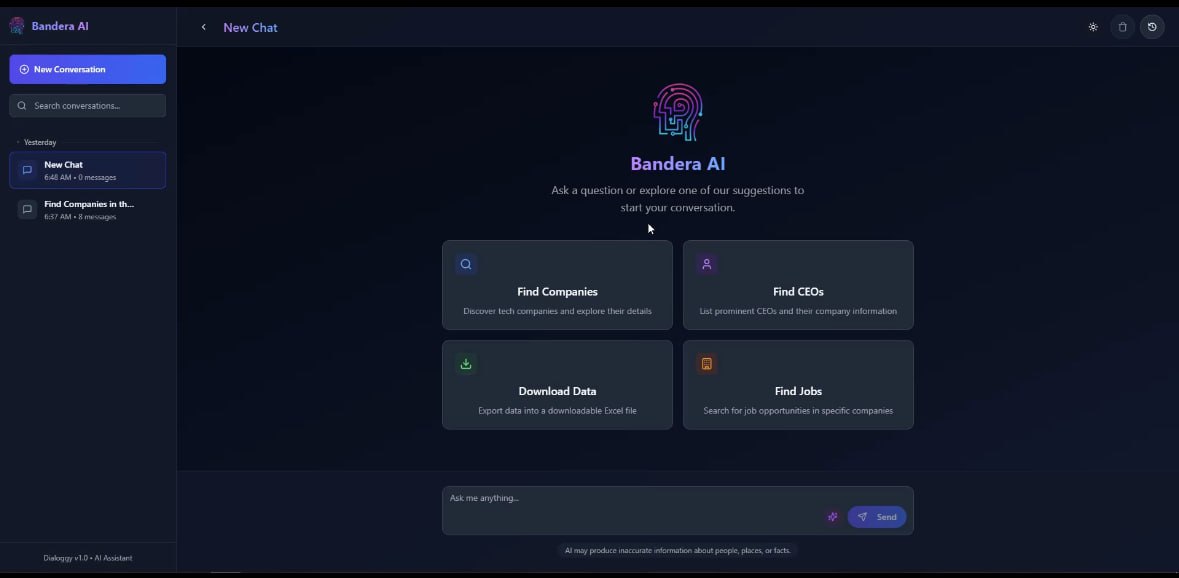 Bandera AI
New Conversation
Search conversations...
Yesterday
New Chat
6:48 AM • 0 messages
Find Companies in th...
6:37 AM • 8 messages
Dialoggy v1.0 • AI Assistant
New Chat
Bandera AI
Ask a question or explore one of our suggestions to
start your conversation.
Find Companies
Discover tech companies and explore their details
Find CEOs
List prominent CEOs and their company information
Download Data
Export data into a downloadable Excel file
Find Jobs
Search for job opportunities in specific companies
Ask me anything...
Send
AI may produce inaccurate information about people, places, or facts.